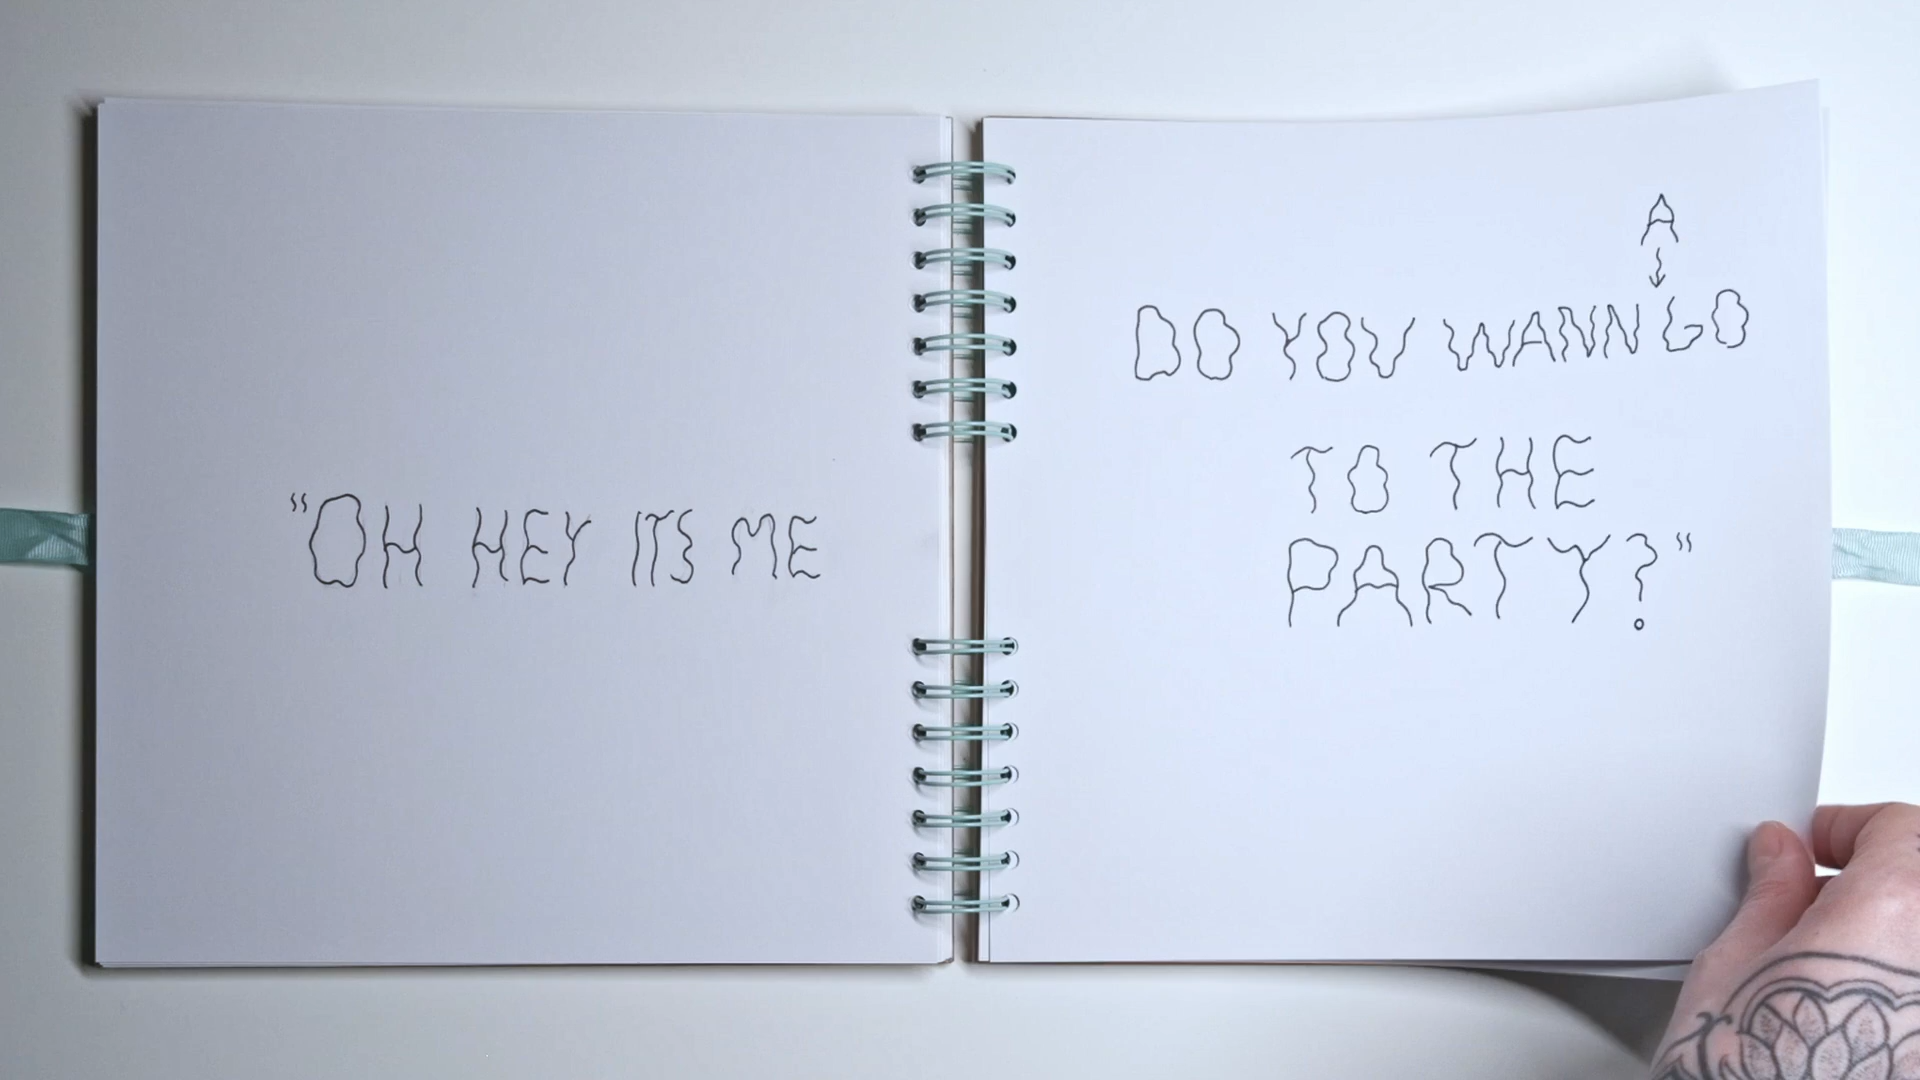 "OH HEY ITS ME
A
↓
DO YOU WANN GO
TO THE
PARTY?"